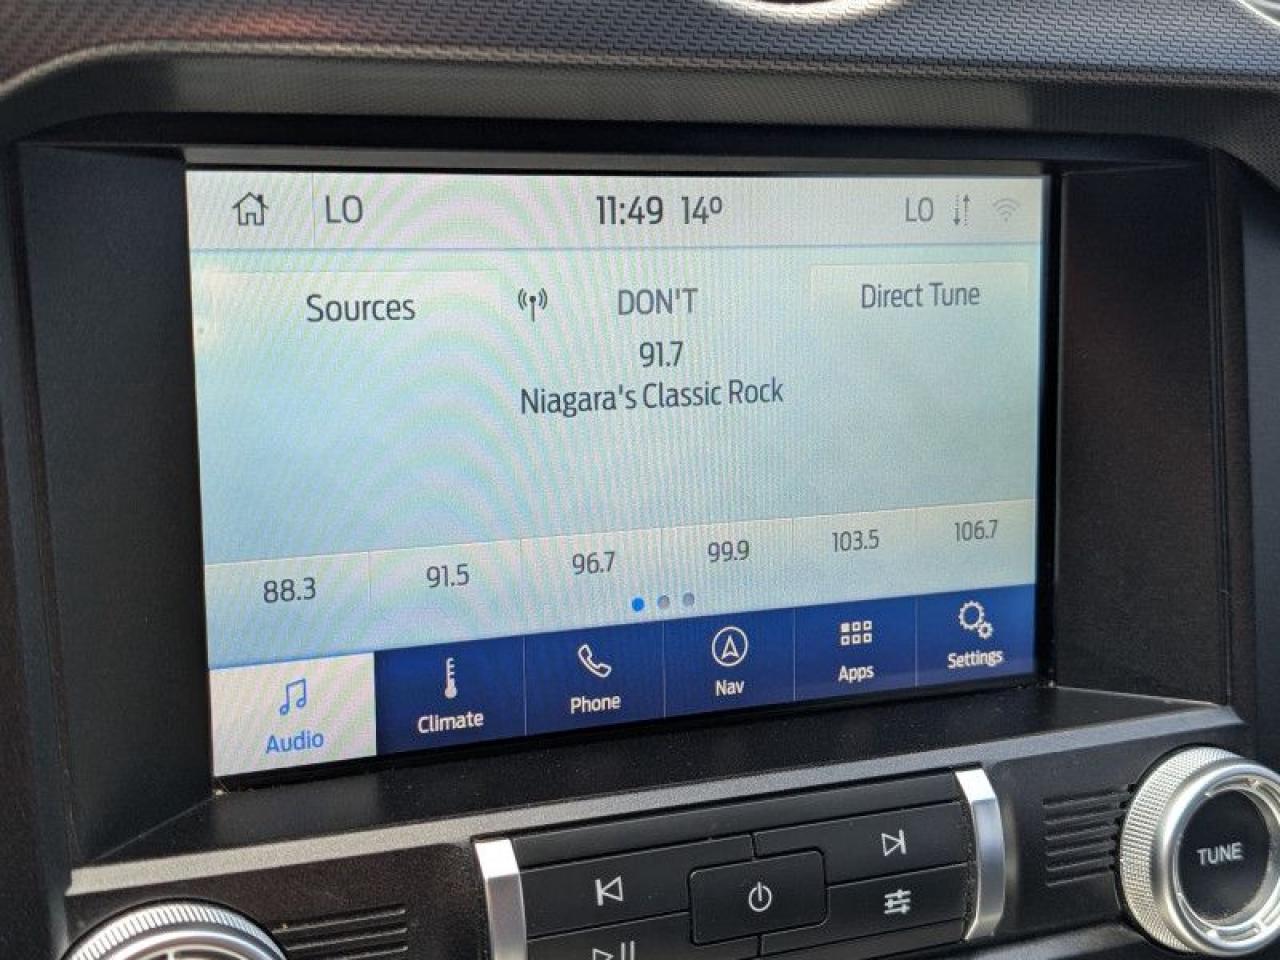 LO
11:49 14°
LO
Sources
DON'T
Direct Tune
91.7
Niagara's Classic Rock
88.3
91.5
96.7
99.9
103.5
106.7
Audio
Climate
Phone
Nav
Apps
Settings
TUNE